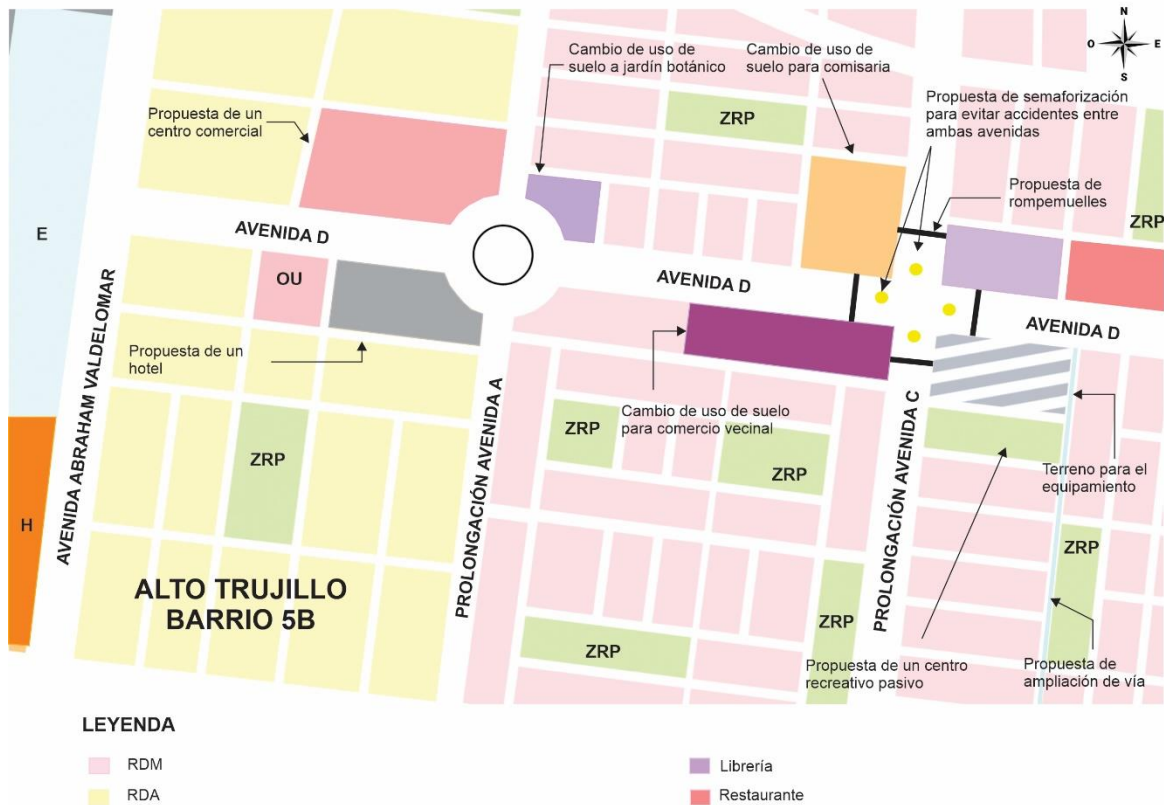 N
O
E
S
Cambio de uso de
suelo a jardín botánico
Cambio de uso de
suelo para comisaria
Propuesta de semaforización
para evitar accidentes entre
ambas avenidas
Propuesta de un
centro comercial
ZRP
Propuesta de
rompemuelles
ZRP
E
AVENIDA D
OU
AVENIDA D
AVENIDA D
Propuesta de un
hotel
AVENIDA ABRAHAM VALDELOMAR
PROLONGACIÓN AVENIDA A
PROLONGACIÓN AVENIDA C
Cambio de uso de suelo
para comercio vecinal
ZRP
ZRP
ZRP
Terreno para el
equipamiento
H
ZRP
ALTO TRUJILLO
BARRIO 5B
ZRP
ZRP
Propuesta de un centro
recreativo pasivo
Propuesta de
ampliación de vía
LEYENDA
RDM
RDA
Librería
Restaurante